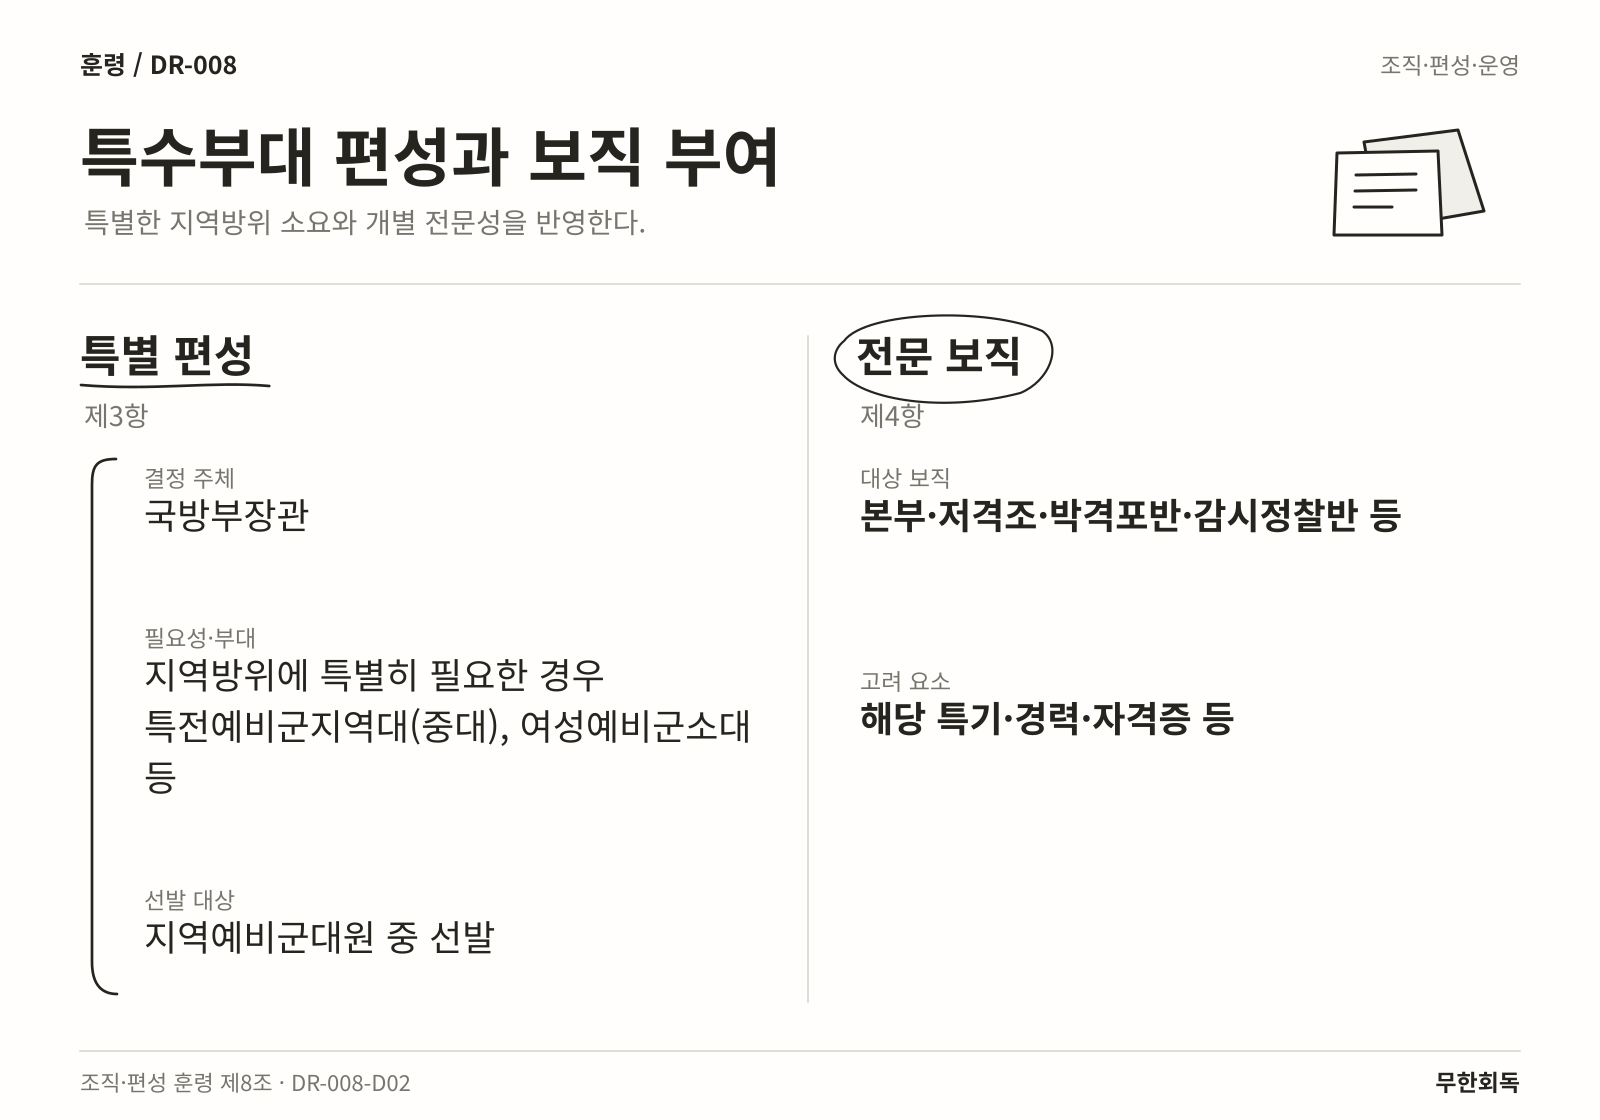 훈령 / DR-008
조직·편성·운영
특수부대 편성과 보직 부여
특별한 지역방위 소요와 개별 전문성을 반영한다.
특별 편성
제3항
결정 주체
국방부장관
필요성·부대
지역방위에 특별히 필요한 경우
특전예비군지역대(중대), 여성예비군소대
등
선발 대상
지역예비군대원 중 선발
전문 보직
제4항
대상 보직
본부·저격조·박격포반·감시정찰반 등
고려 요소
해당 특기·경력·자격증 등
조직·편성 훈령 제8조 · DR-008-D02
무한회독